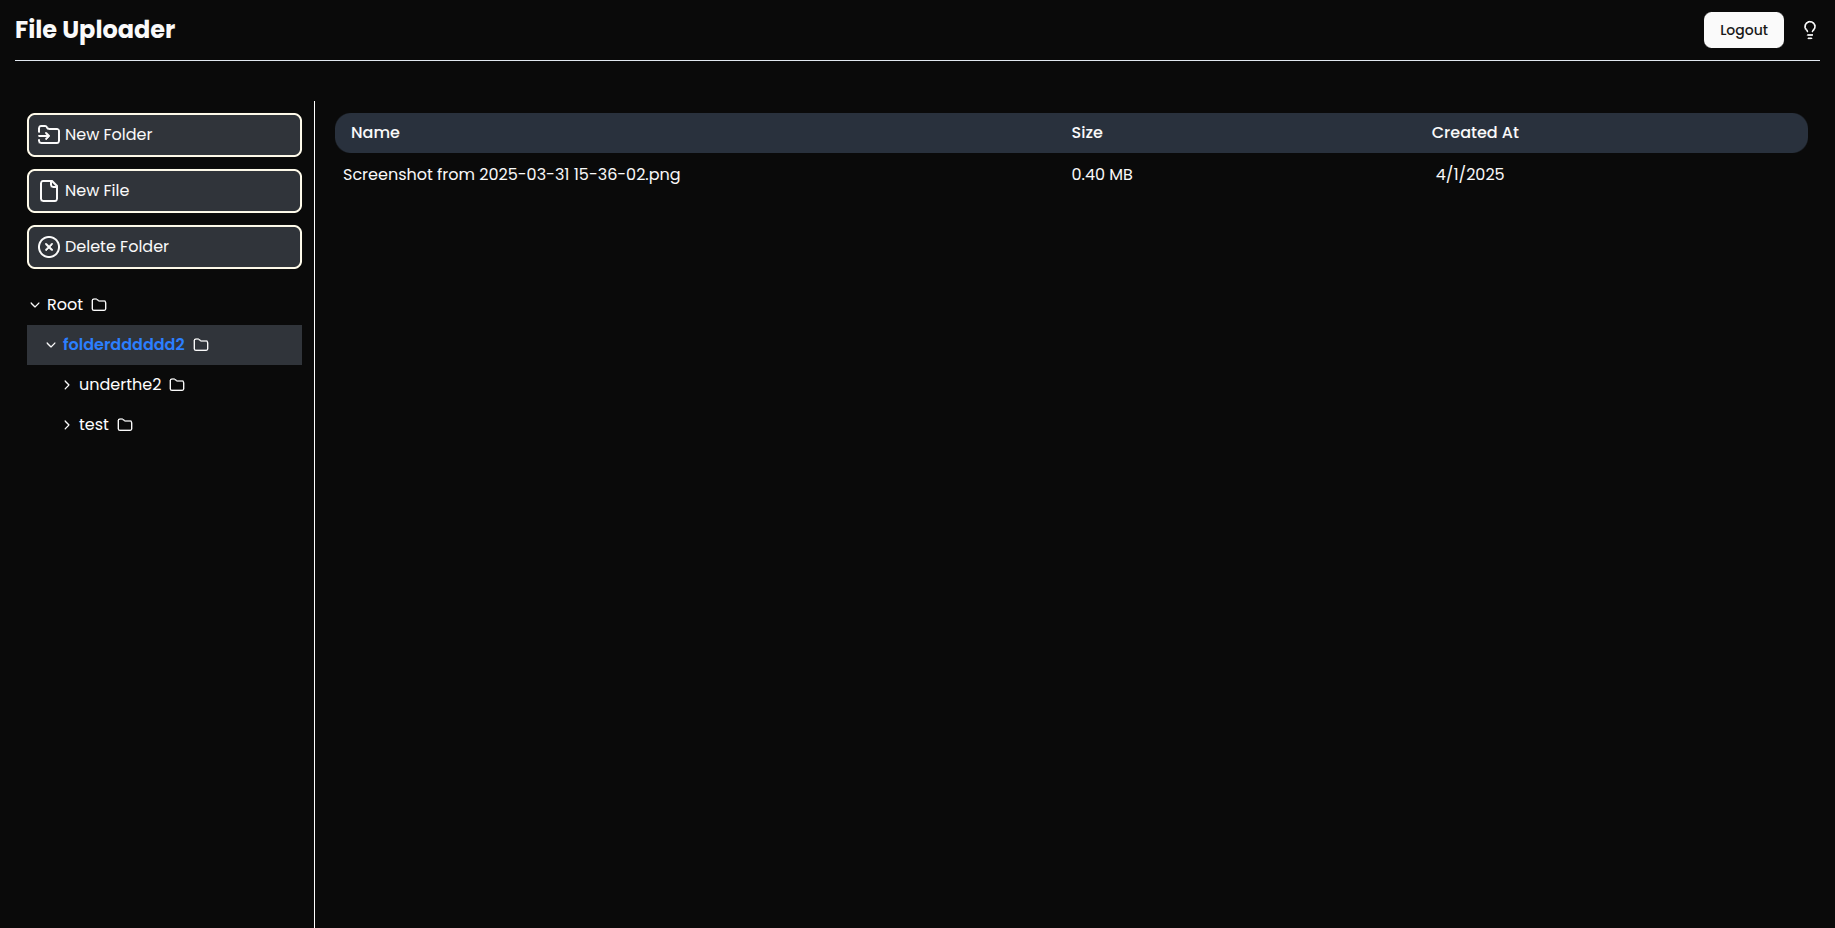 File Uploader
Logout
New Folder
New File
Delete Folder
Root
folderdddddd2
underthe2
test
Name Size Created At
Screenshot from 2025-03-31 15-36-02.png 0.40 MB 4/1/2025